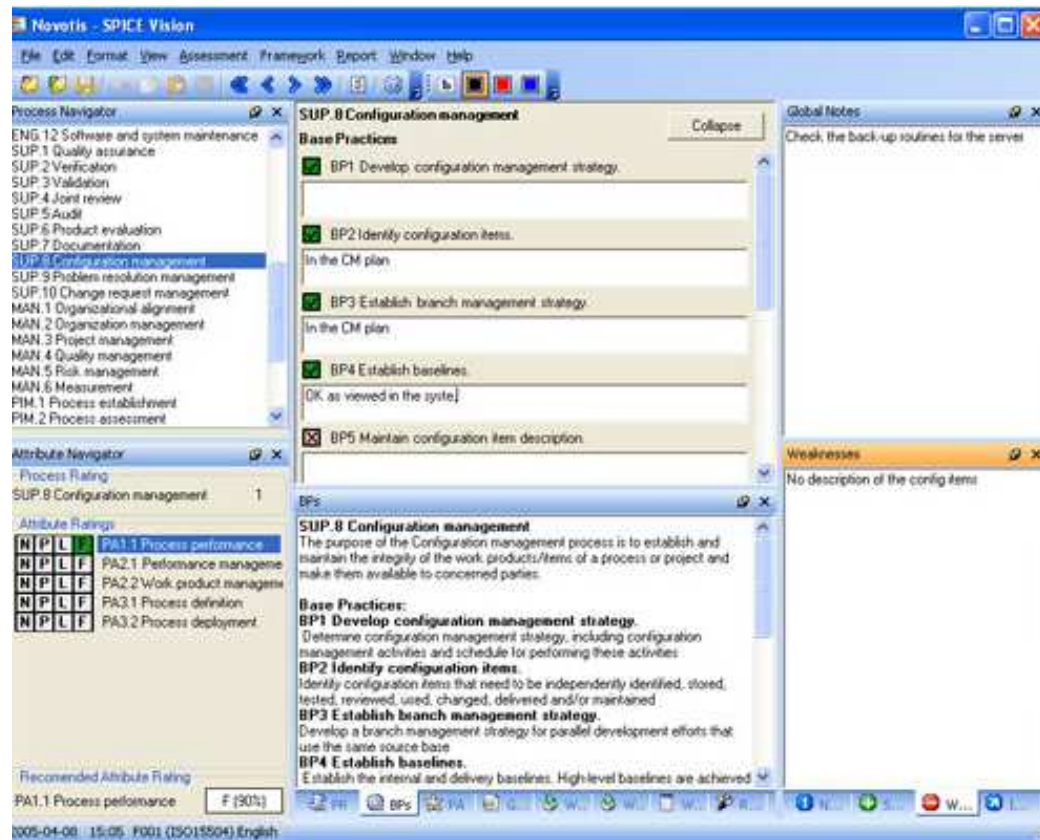 Novotis - SPICE Vision
File Edit Format View Assessment Framework Report Window Help
Process Navigator
ENG.12 Software and system maintenance
SUP.1 Quality assurance
SUP.2 Verification
SUP.3 Validation
SUP.4 Joint review
SUP.5 Audit
SUP.6 Product evaluation
SUP.7 Documentation
SUP.8 Configuration management
SUP.9 Problem resolution management
SUP.10 Change request management
MAN.1 Organizational alignment
MAN.2 Organization management
MAN.3 Project management
MAN.4 Quality management
MAN.5 Risk management
MAN.6 Measurement
PIM.1 Process establishment
PIM.2 Process assessment
Attribute Navigator
Process Rating
SUP.8 Configuration management 1
Attribute Ratings
N P L F PA1.1 Process performance
N P L F PA2.1 Performance manageme
N P L F PA2.2 Work product manageme
N P L F PA3.1 Process definition
N P L F PA3.2 Process deployment
Recomended Attribute Rating
PA1.1 Process performance F (90%)
SUP.8 Configuration management
Collapse
Base Practices
BP1 Develop configuration management strategy.
BP2 Identify configuration items.
In the CM plan
BP3 Establish branch management strategy.
In the CM plan
BP4 Establish baselines.
OK as viewed in the syste
BP5 Maintain configuration item description.
BPs
SUP.8 Configuration management
The purpose of the Configuration management process is to establish and
maintain the integrity of the work products/items of a process or project and
make them available to concerned parties.
Base Practices:
BP1 Develop configuration management strategy.
Determine configuration management strategy, including configuration
management activities and schedule for performing these activities
BP2 Identify configuration items.
Identify configuration items that need to be independently identified, stored,
tested, reviewed, used, changed, delivered and/or maintained
BP3 Establish branch management strategy.
Develop a branch management strategy for parallel development efforts that
use the same source base
BP4 Establish baselines.
Establish the internal and delivery baselines. High-level baselines are achieved
PR BPs PA G... W... W... W... R...
Global Notes
Check the back-up routines for the server
Weaknesses
No description of the config items
N... S... W... I...
2005-04-08 15:05 F001 (ISO15504) English